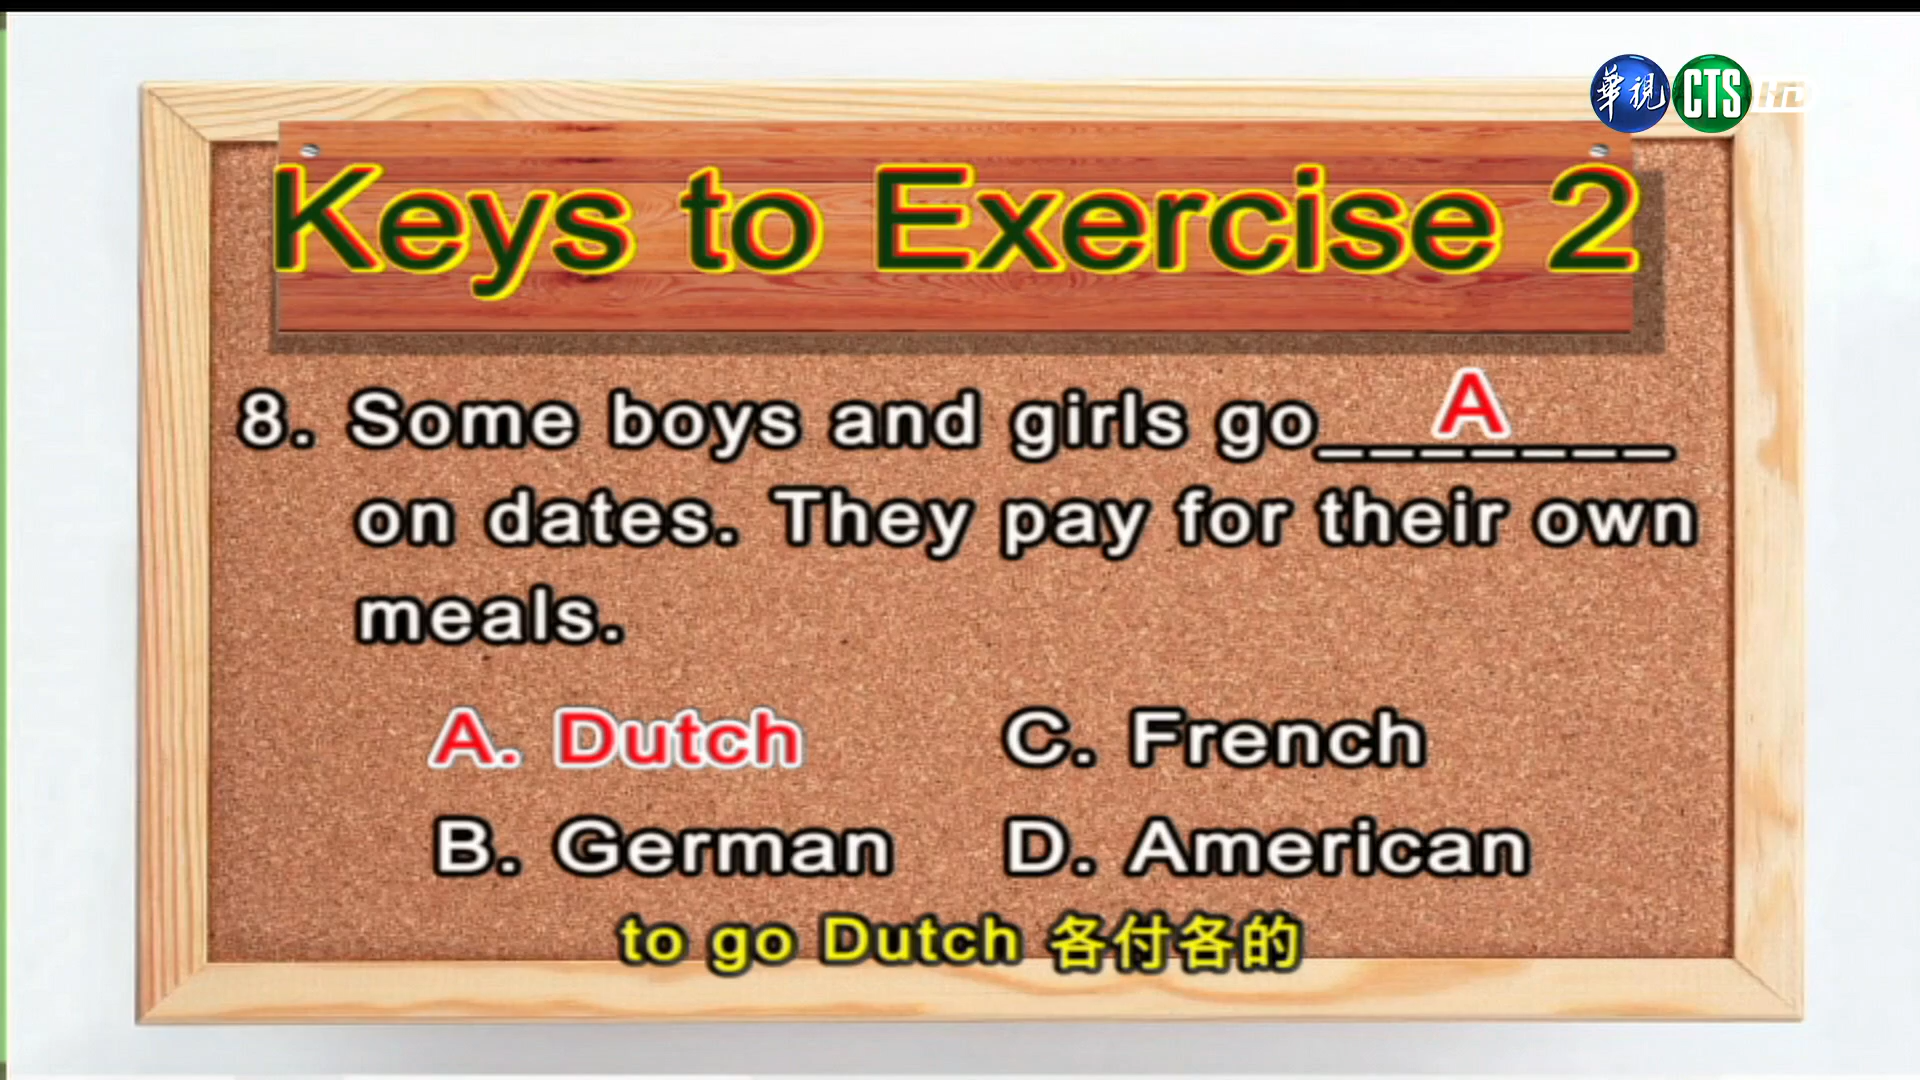 華視 CTS HD
Keys to Exercise 2
8. Some boys and girls go___A____
on dates. They pay for their own
meals.
A. Dutch
C. French
B. German
D. American
to go Dutch 各付各的